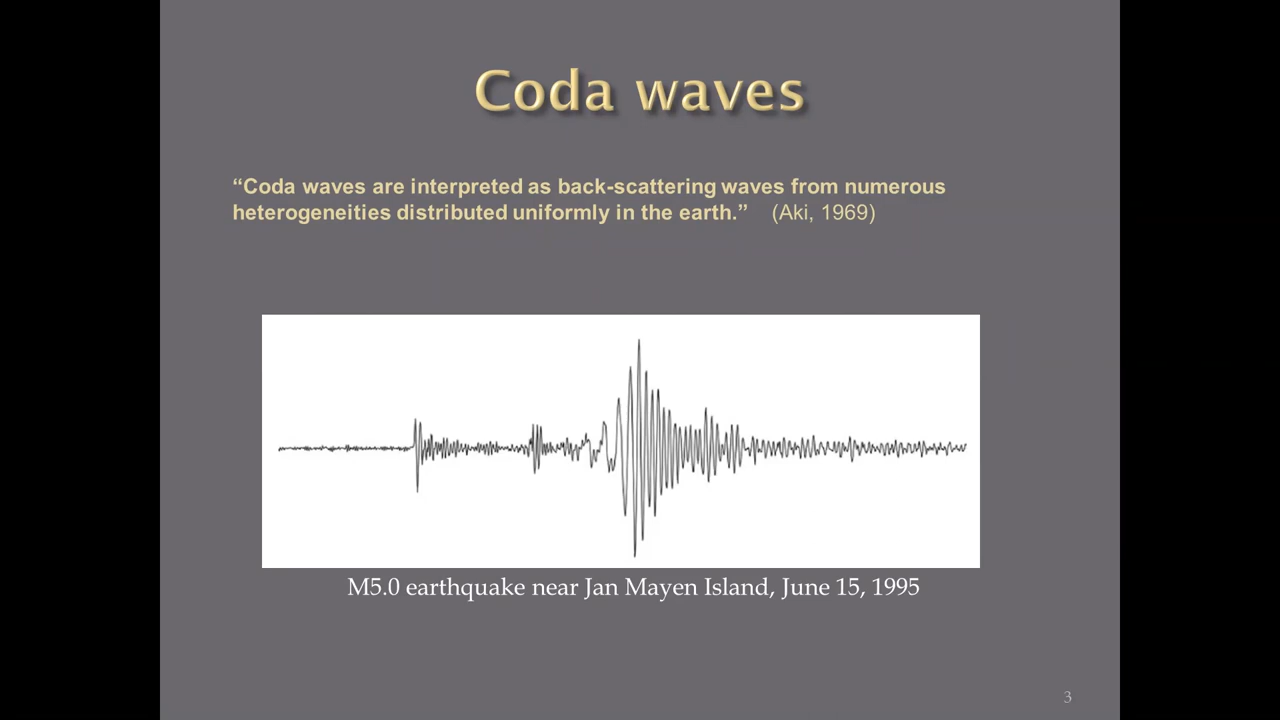 Coda waves
“Coda waves are interpreted as back-scattering waves from numerous
heterogeneities distributed uniformly in the earth.” (Aki, 1969)
M5.0 earthquake near Jan Mayen Island, June 15, 1995
3